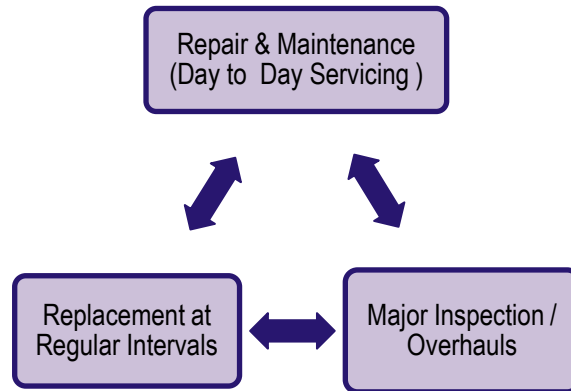 Repair & Maintenance
(Day to Day Servicing )
Replacement at
Regular Intervals
Major Inspection /
Overhauls